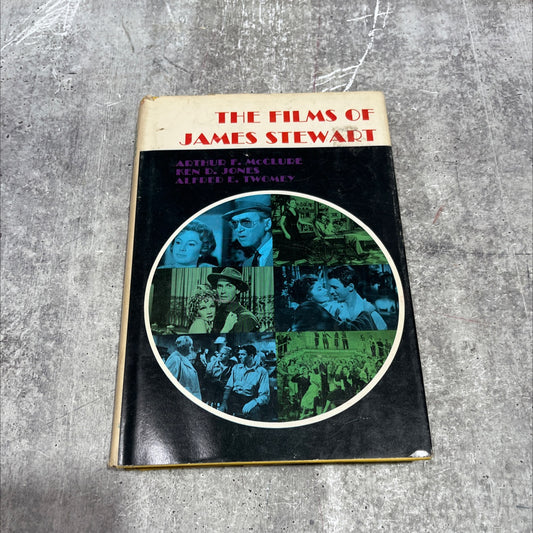 THE FILMS OF
JAMES STEWART
ARTHUR F. McCLURE
KEN D. JONES
ALFRED E. TWOMEY